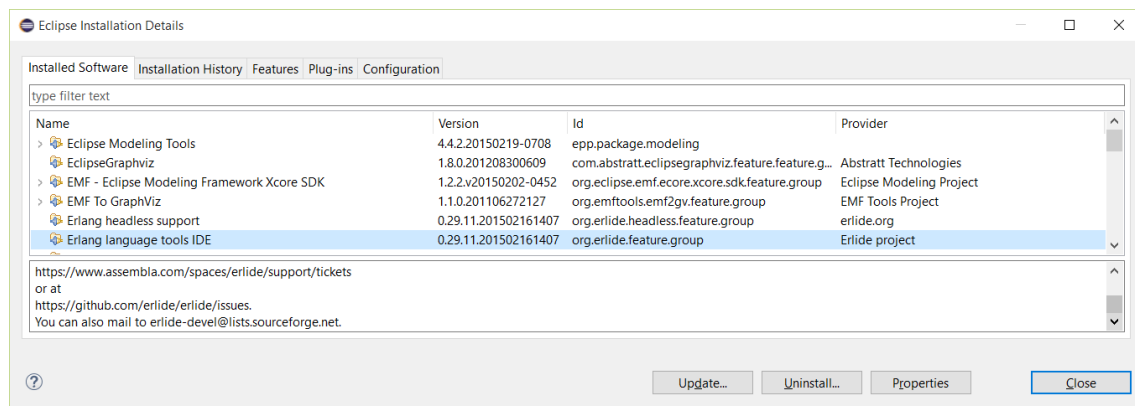 Eclipse Installation Details
Installed Software Installation History Features Plug-ins Configuration
type filter text
Name Version Id Provider
Eclipse Modeling Tools 4.4.2.20150219-0708 epp.package.modeling
EclipseGraphviz 1.8.0.201208300609 com.abstratt.eclipsegraphviz.feature.feature.g... Abstratt Technologies
EMF - Eclipse Modeling Framework Xcore SDK 1.2.2.v20150202-0452 org.eclipse.emf.ecore.xcore.sdk.feature.group Eclipse Modeling Project
EMF To GraphViz 1.1.0.201106272127 org.emftools.emf2gv.feature.group EMF Tools Project
Erlang headless support 0.29.11.201502161407 org.erlide.headless.feature.group erlide.org
Erlang language tools IDE 0.29.11.201502161407 org.erlide.feature.group Erlide project
https://www.assembla.com/spaces/erlide/support/tickets
or at
https://github.com/erlide/erlide/issues.
You can also mail to erlide-devel@lists.sourceforge.net.
? Update... Uninstall... Properties Close